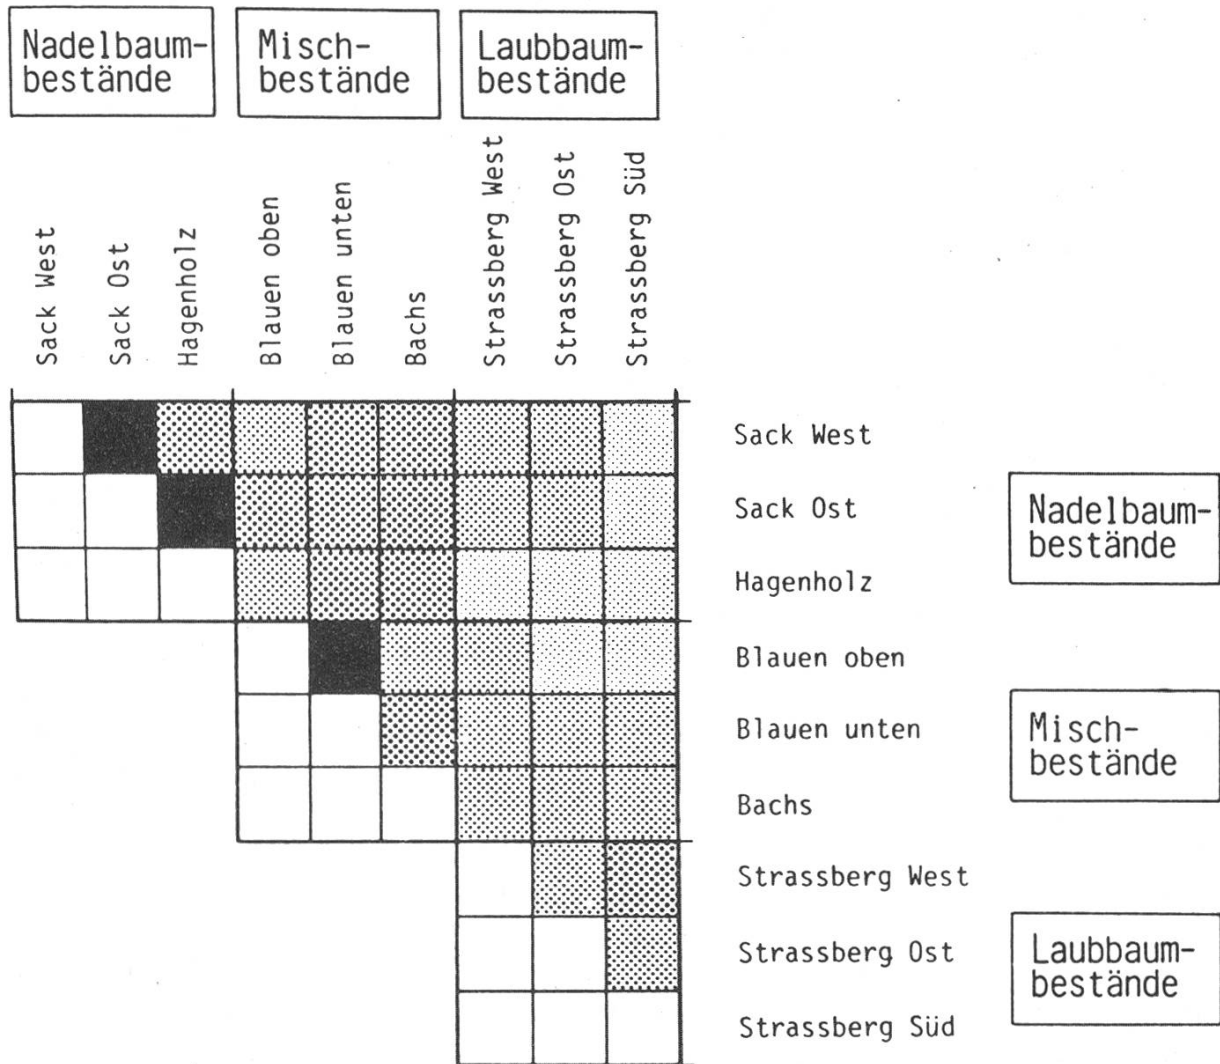 Nadelbaum-
bestände
Misch-
bestände
Laubbaum-
bestände
Sack West
Sack Ost
Hagenholz
Blauen oben
Blauen unten
Bachs
Strassberg West
Strassberg Ost
Strassberg Süd
Sack West
Sack Ost
Hagenholz
Blauen oben
Blauen unten
Bachs
Strassberg West
Strassberg Ost
Strassberg Süd
Nadelbaum-
bestände
Misch-
bestände
Laubbaum-
bestände